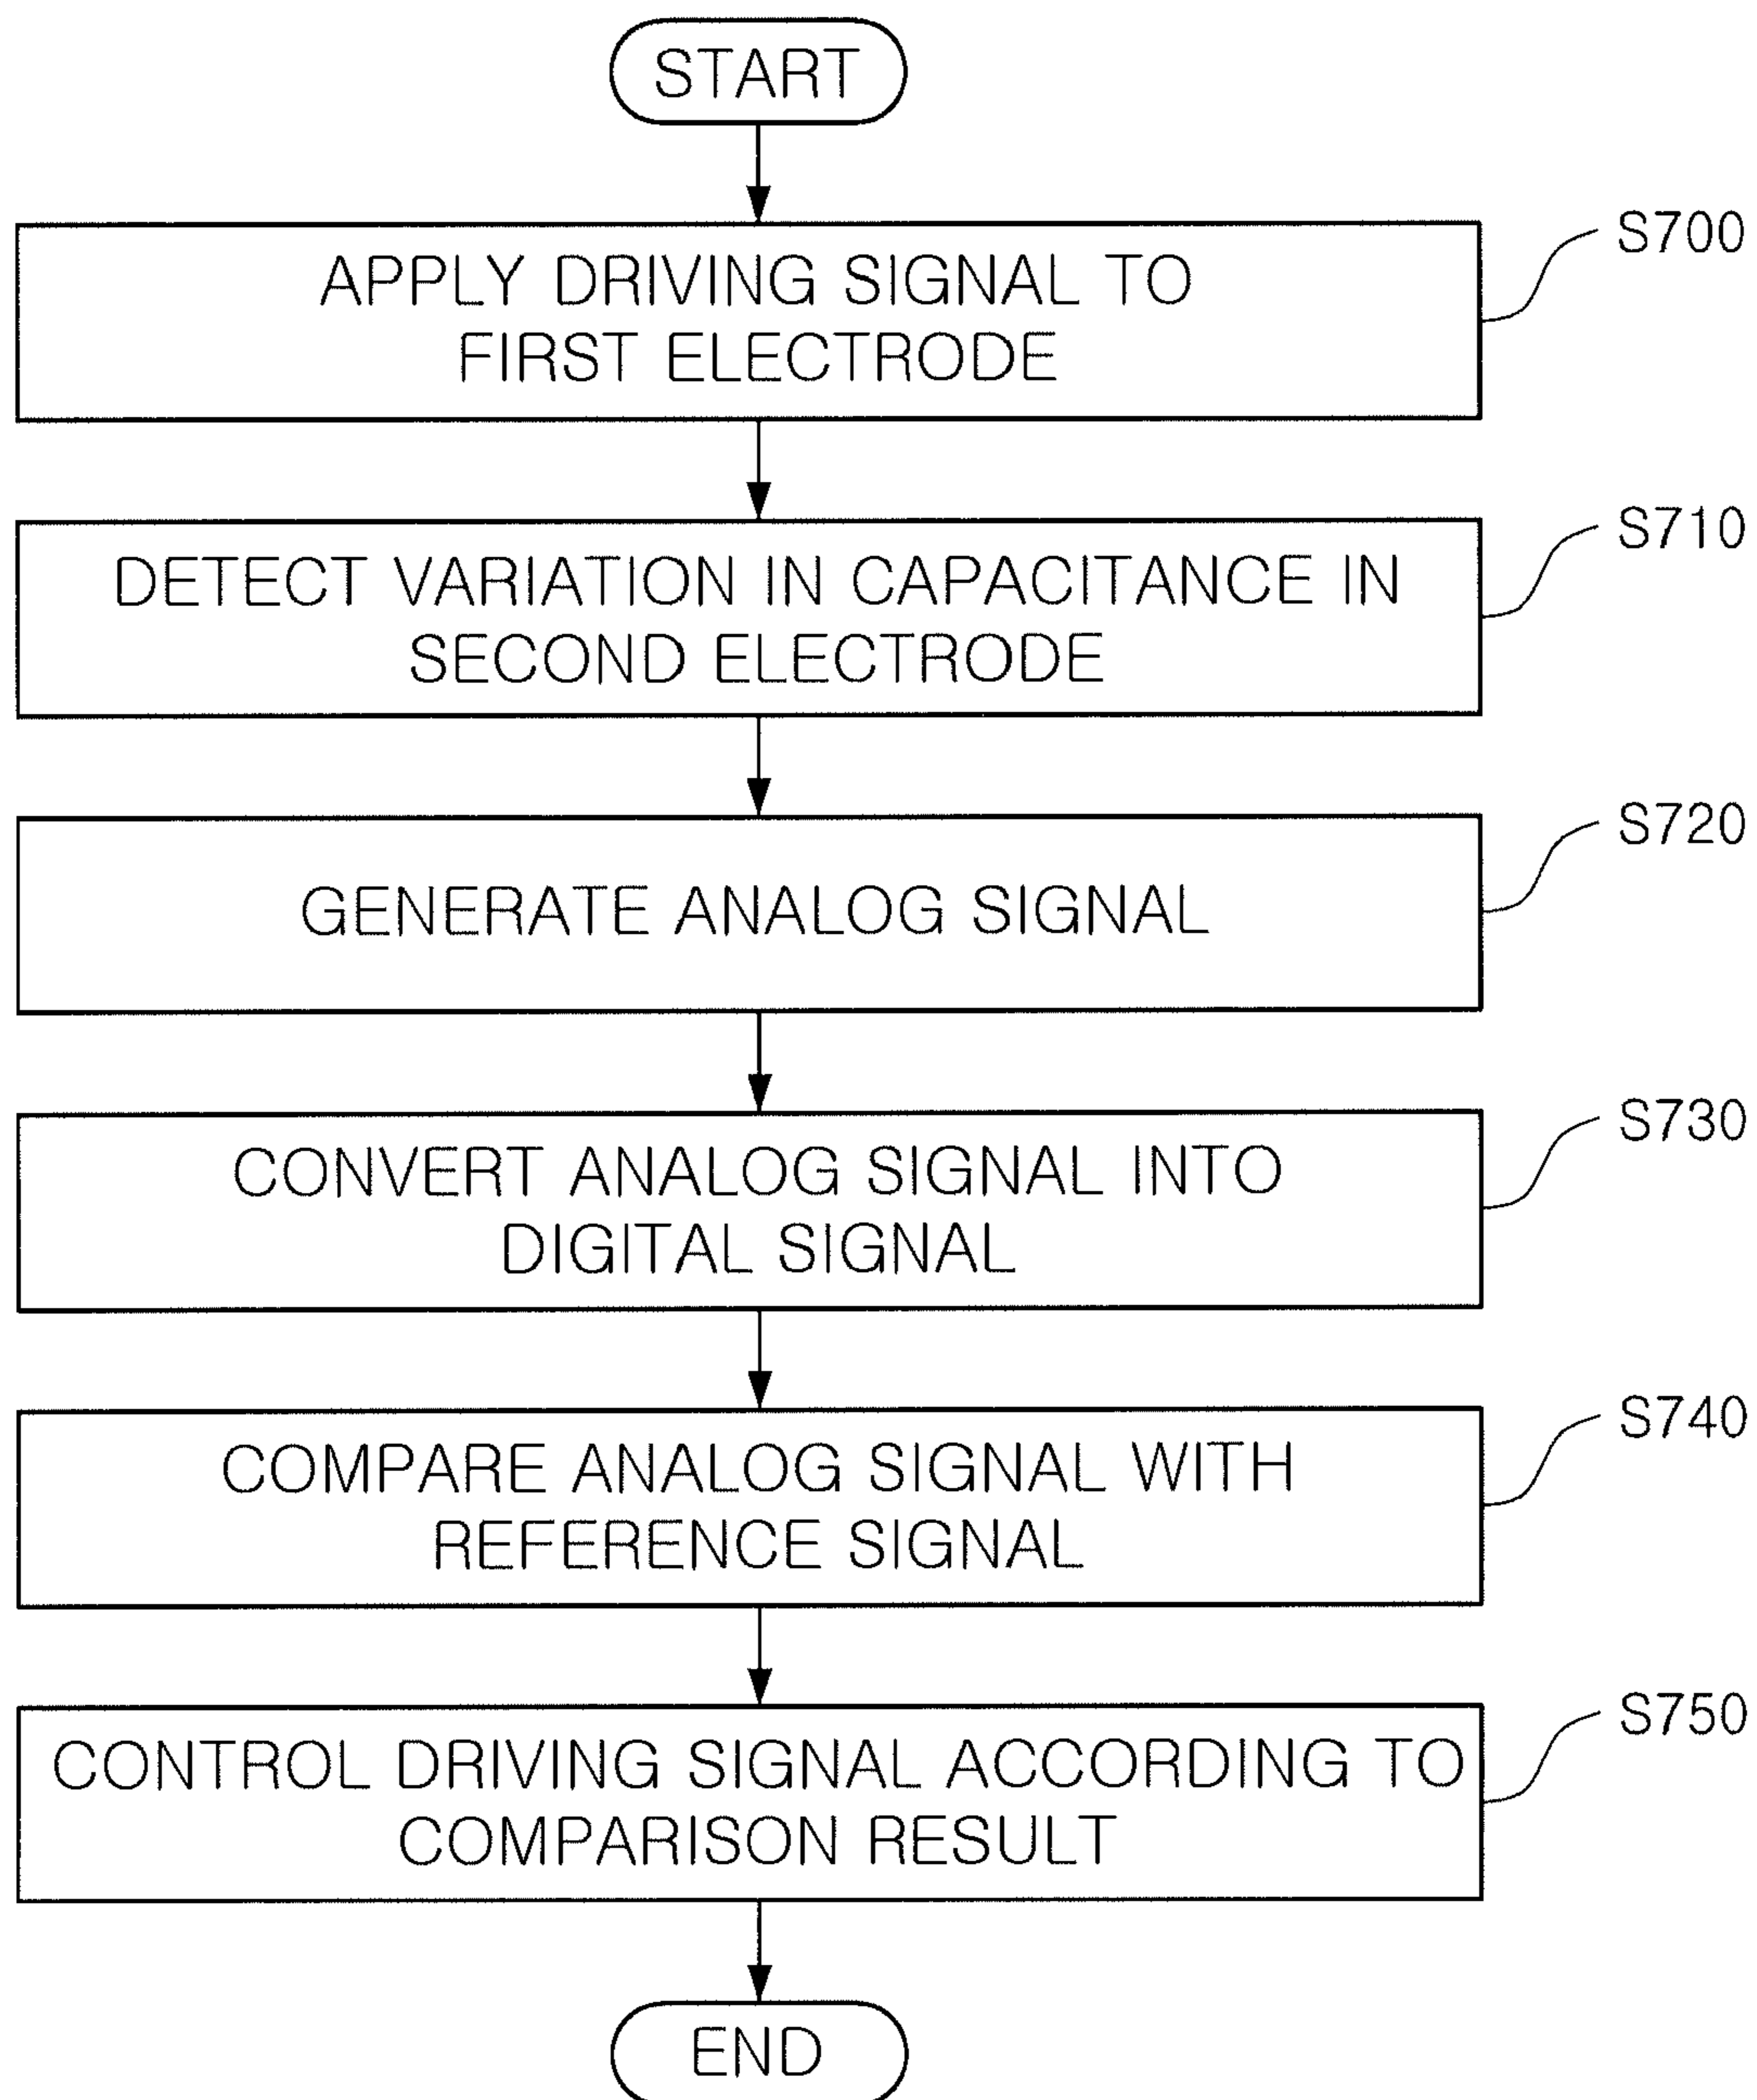 START
S700
APPLY DRIVING SIGNAL TO
FIRST ELECTRODE
S710
DETECT VARIATION IN CAPACITANCE IN
SECOND ELECTRODE
S720
GENERATE ANALOG SIGNAL
S730
CONVERT ANALOG SIGNAL INTO
DIGITAL SIGNAL
S740
COMPARE ANALOG SIGNAL WITH
REFERENCE SIGNAL
S750
CONTROL DRIVING SIGNAL ACCORDING TO
COMPARISON RESULT
END